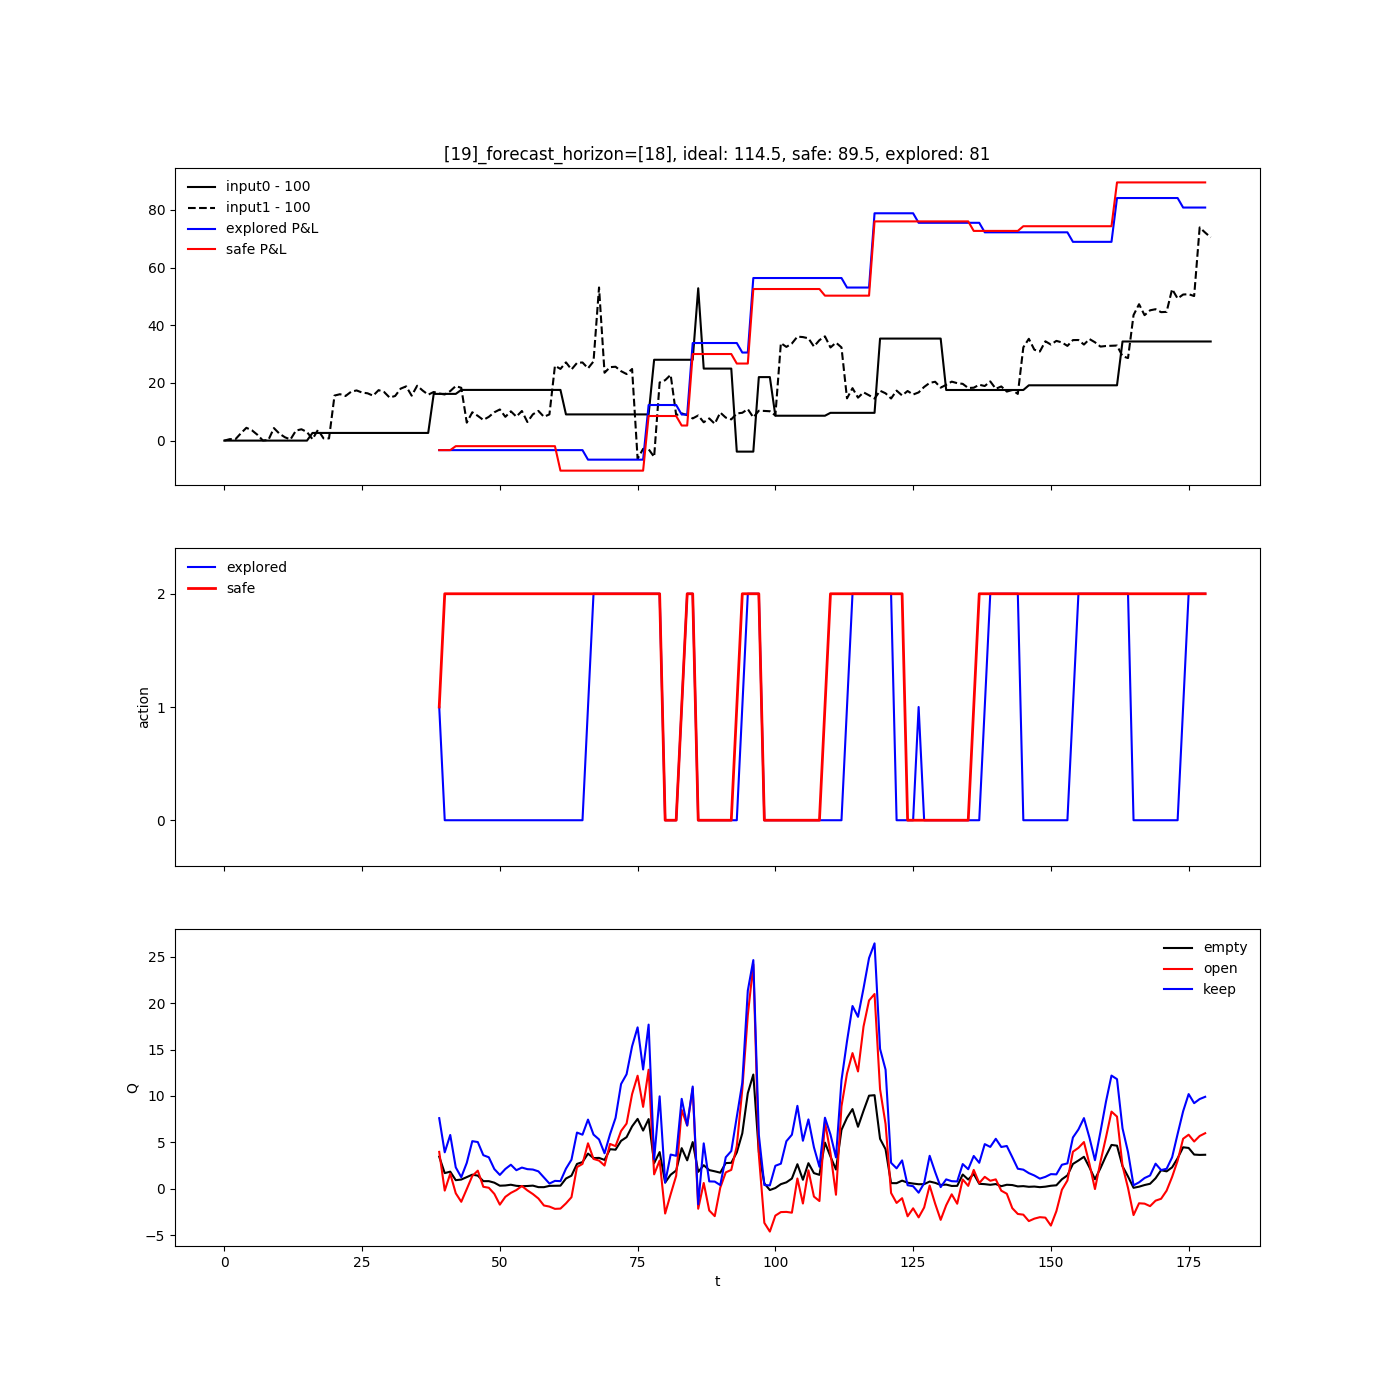 [19]_forecast_horizon=[18], ideal: 114.5, safe: 89.5, explored: 81
input0 - 100
input1 - 100
explored P&L
safe P&L
80
60
40
20
0
explored
safe
2
1
0
action
empty
open
keep
25
20
15
10
5
0
−5
Q
0 25 50 75 100 125 150 175
t